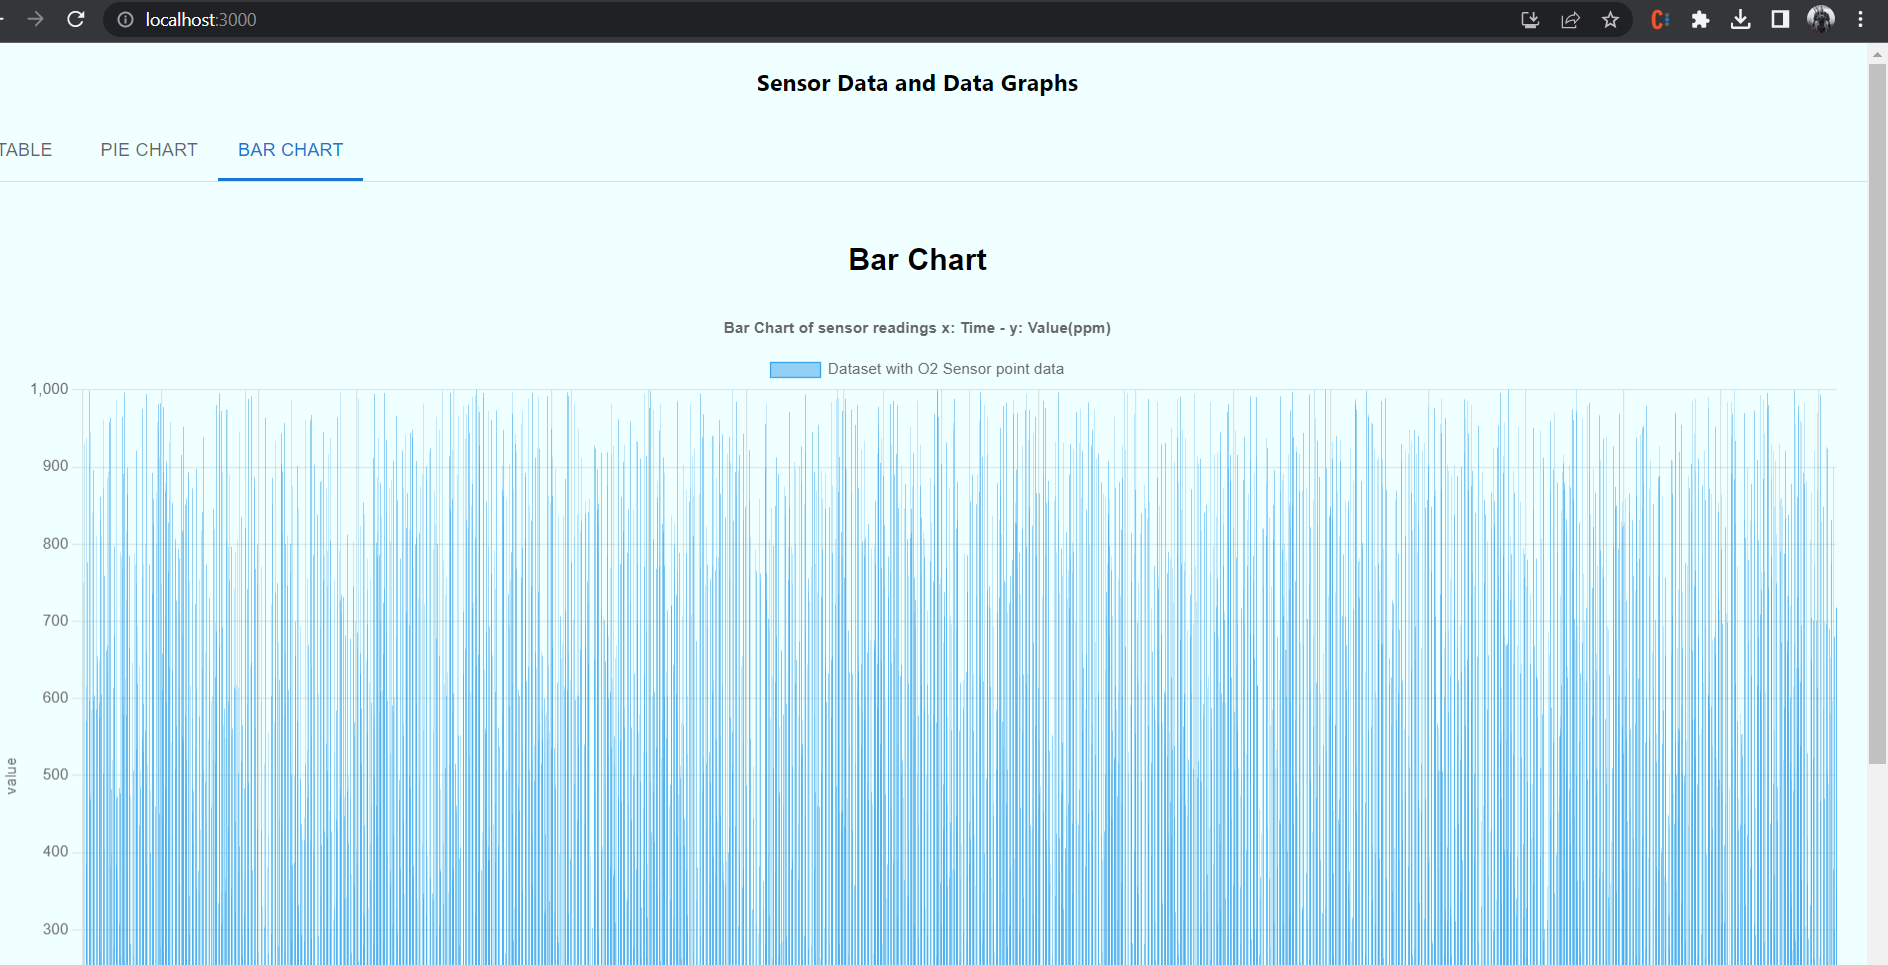 localhost:3000
Sensor Data and Data Graphs
TABLE PIE CHART BAR CHART
Bar Chart
Bar Chart of sensor readings x: Time - y: Value(ppm)
Dataset with O2 Sensor point data
1,000
900
800
700
600
500
value
400
300